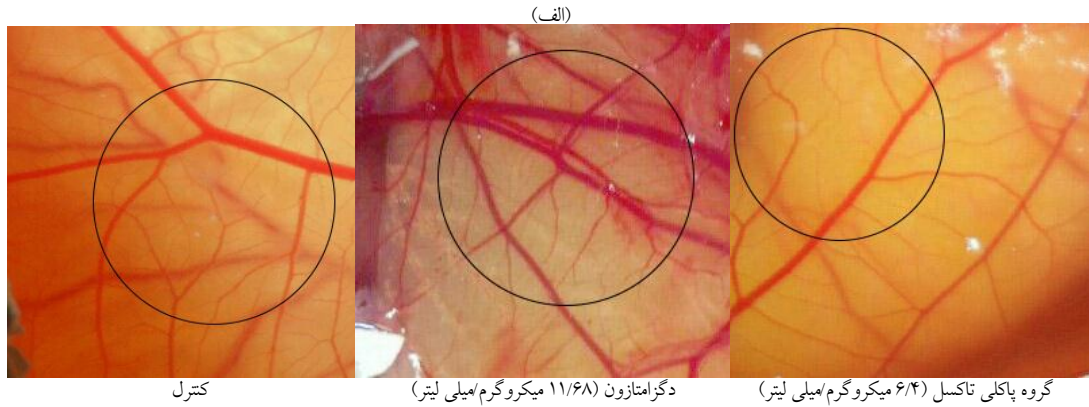 (الف)
گروه پاکلی تاکسل (۶/۴ میکروگرم/میلی لیتر)
دگزامتازون (۱۱/۶۸ میکروگرم/میلی لیتر)
کنترل